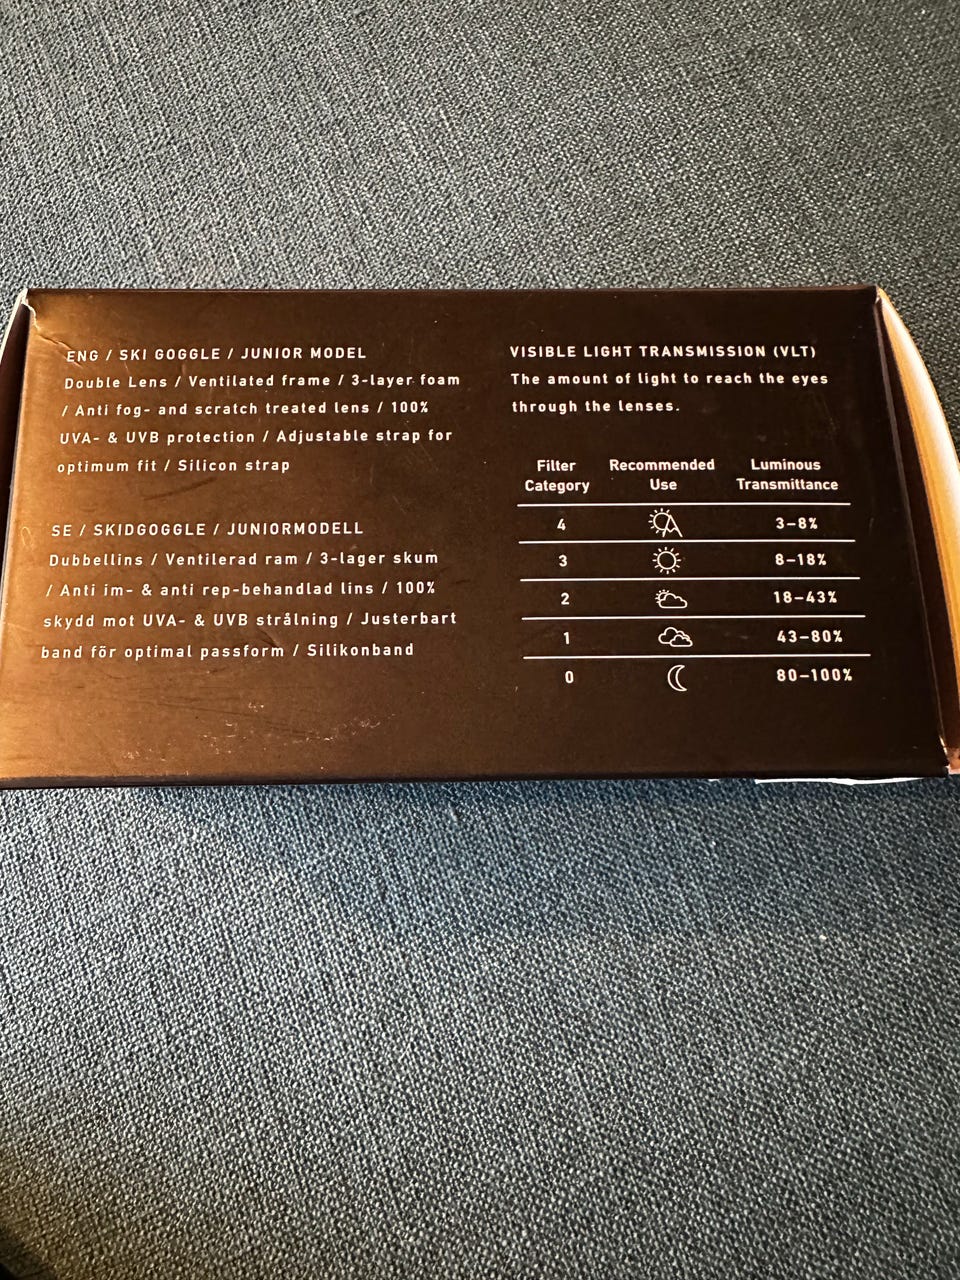 ENG / SKI GOGGLE / JUNIOR MODEL
Double Lens / Ventilated frame / 3-layer foam
/ Anti fog- and scratch treated lens / 100%
UVA- & UVB protection / Adjustable strap for
optimum fit / Silicon strap
SE / SKIDGOGGLE / JUNIORMODELL
Dubbellins / Ventilerad ram / 3-lager skum
/ Anti im- & anti rep-behandlad lins / 100%
skydd mot UVA- & UVB strålning / Justerbart
band för optimal passform / Silikonband
VISIBLE LIGHT TRANSMISSION (VLT)
The amount of light to reach the eyes
through the lenses.
Filter Category Recommended Use Luminous Transmittance
4 3–8%
3 8–18%
2 18–43%
1 43–80%
0 80–100%